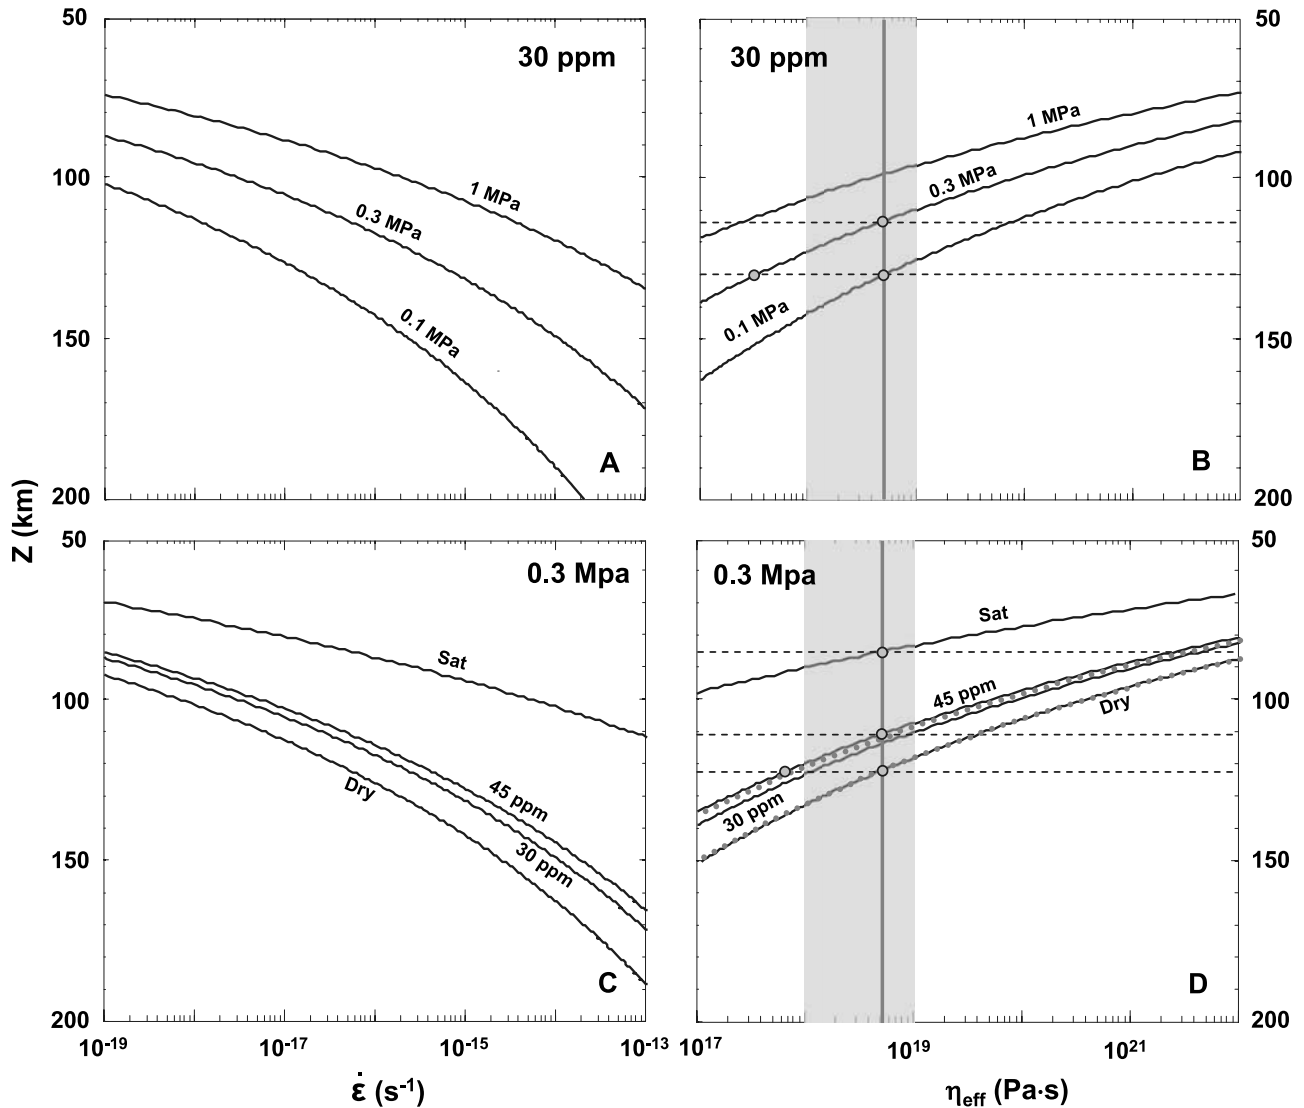 50
50
30 ppm
30 ppm
1 MPa
1 MPa
0.3 MPa
100
100
0.3 MPa
0.1 MPa
0.1 MPa
150
150
A
B
200
200
Z (km)
50
50
0.3 Mpa
0.3 Mpa
Sat
Sat
45 ppm
100
100
Dry
45 ppm
Dry
30 ppm
30 ppm
150
150
C
D
200
200
10⁻¹⁹
10⁻¹⁷
10⁻¹⁵
10⁻¹³
10¹⁷
10¹⁹
10²¹
ε̇ (s⁻¹)
η_eff (Pa·s)